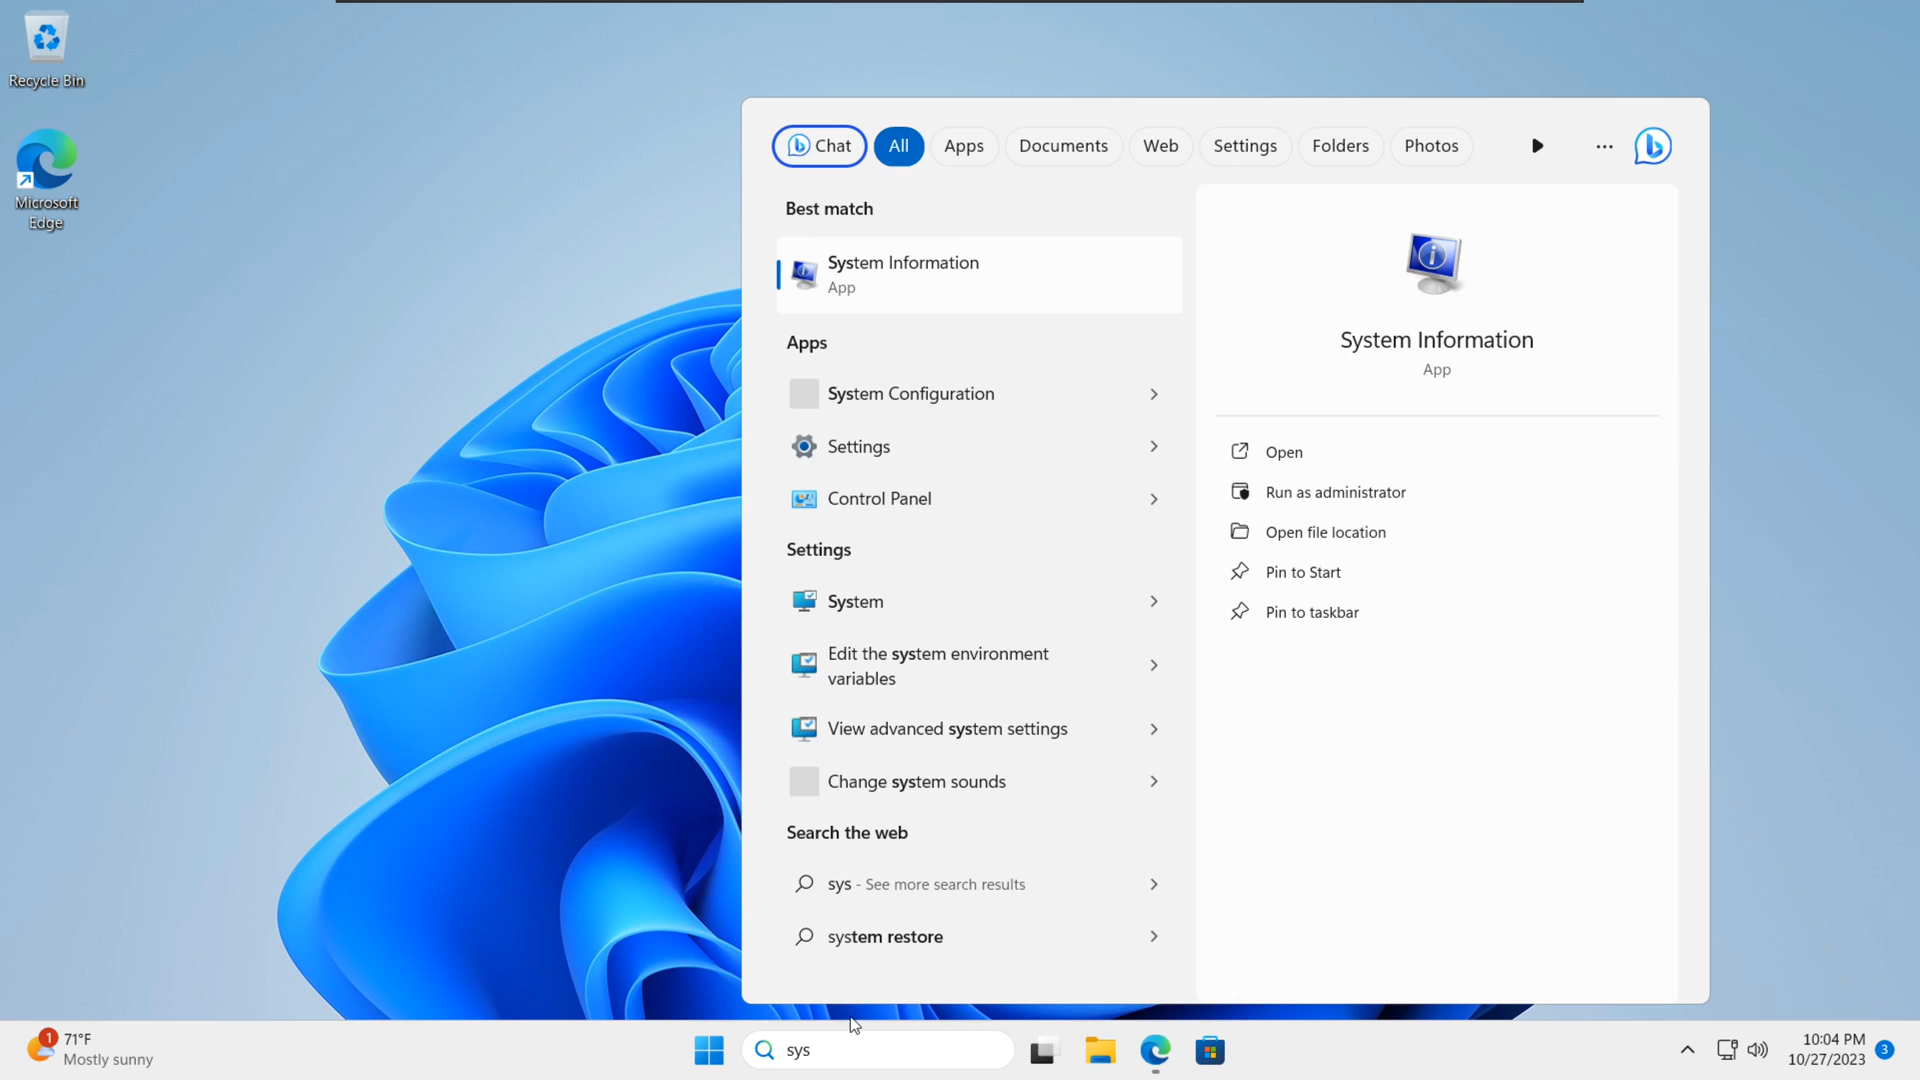 Recycle Bin
Microsoft
Edge
Chat
All
Apps
Documents
Web
Settings
Folders
Photos
Best match
System Information
App
Apps
System Configuration
Settings
Control Panel
Settings
System
Edit the system environment
variables
View advanced system settings
Change system sounds
Search the web
sys - See more search results
system restore
System Information
App
Open
Run as administrator
Open file location
Pin to Start
Pin to taskbar
1
71°F
Mostly sunny
sys
10:04 PM
10/27/2023
3